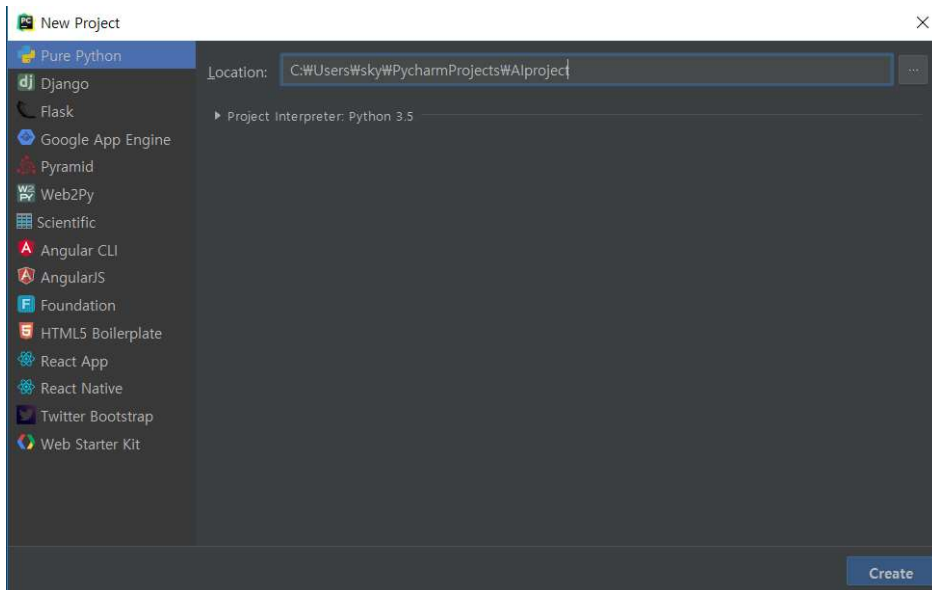 New Project
Pure Python
Django
Flask
Google App Engine
Pyramid
Web2Py
Scientific
Angular CLI
AngularJS
Foundation
HTML5 Boilerplate
React App
React Native
Twitter Bootstrap
Web Starter Kit
Location: C:₩Users₩sky₩PycharmProjects₩AIproject
...
Project Interpreter: Python 3.5
Create